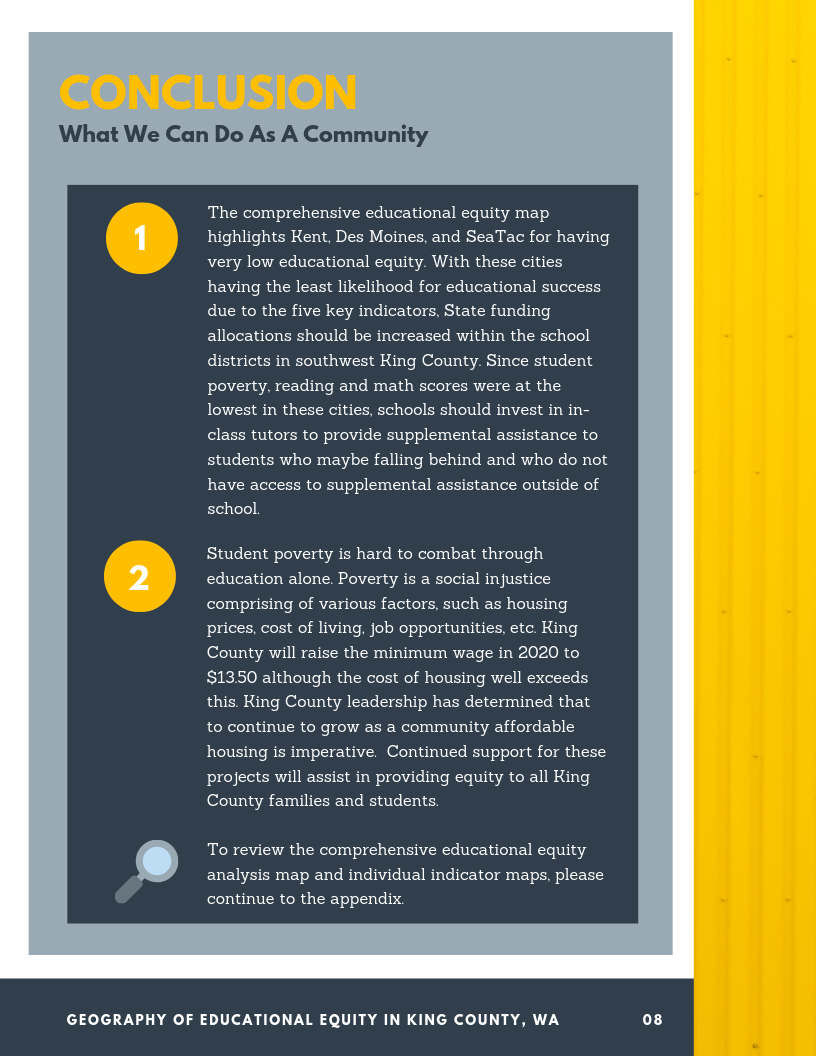 CONCLUSION
What We Can Do As A Community
1
The comprehensive educational equity map
highlights Kent, Des Moines, and SeaTac for having
very low educational equity. With these cities
having the least likelihood for educational success
due to the five key indicators, State funding
allocations should be increased within the school
districts in southwest King County. Since student
poverty, reading and math scores were at the
lowest in these cities, schools should invest in in-
class tutors to provide supplemental assistance to
students who maybe falling behind and who do not
have access to supplemental assistance outside of
school.
2
Student poverty is hard to combat through
education alone. Poverty is a social injustice
comprising of various factors, such as housing
prices, cost of living, job opportunities, etc. King
County will raise the minimum wage in 2020 to
$13.50 although the cost of housing well exceeds
this. King County leadership has determined that
to continue to grow as a community affordable
housing is imperative.  Continued support for these
projects will assist in providing equity to all King
County families and students.
To review the comprehensive educational equity
analysis map and individual indicator maps, please
continue to the appendix.
GEOGRAPHY OF EDUCATIONAL EQUITY IN KING COUNTY, WA 08